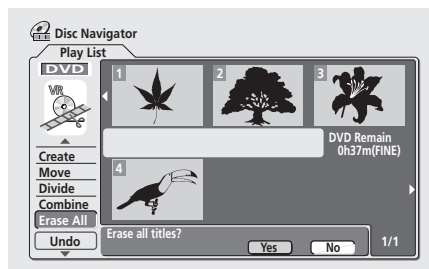 Disc Navigator
Play List
DVD
VR
1
2
3
DVD Remain
0h37m(FINE)
4
Create
Move
Divide
Combine
Erase All
Undo
Erase all titles?
Yes
No
1/1